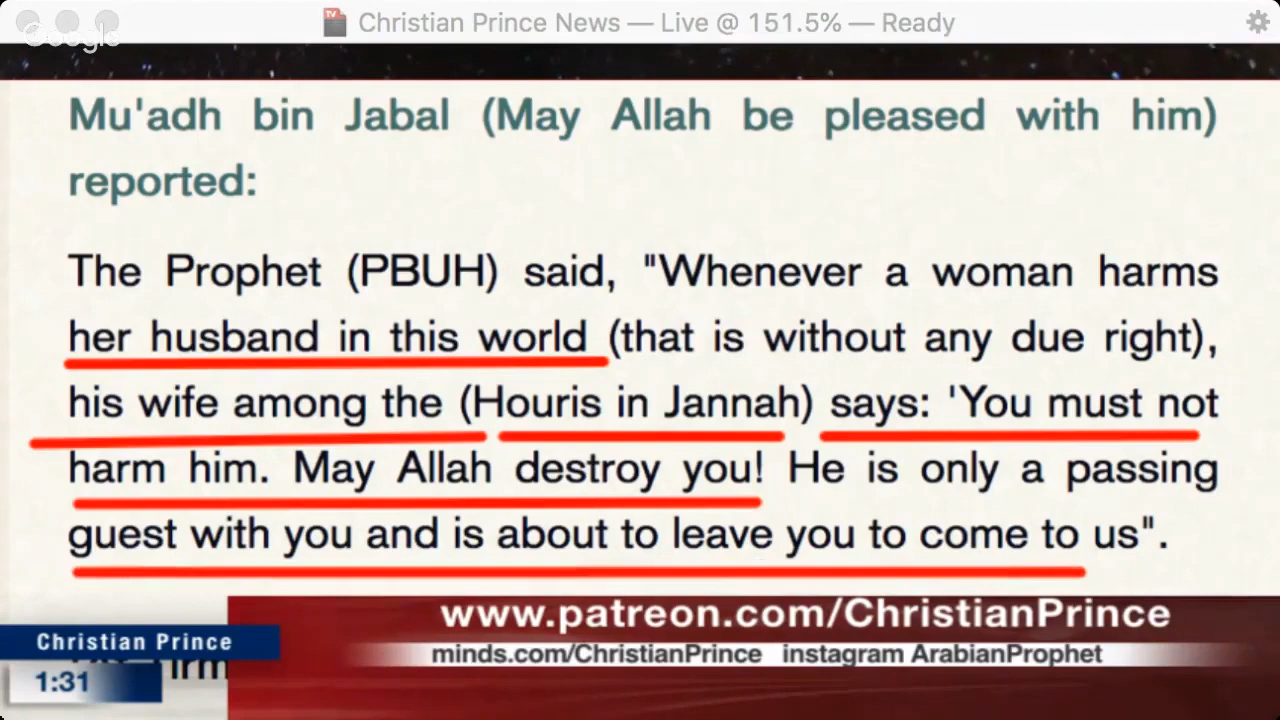 Christian Prince News — Live @ 151.5% — Ready
Google
Mu'adh bin Jabal (May Allah be pleased with him)
reported:
The Prophet (PBUH) said, "Whenever a woman harms
her husband in this world (that is without any due right),
his wife among the (Houris in Jannah) says: 'You must not
harm him. May Allah destroy you! He is only a passing
guest with you and is about to leave you to come to us".
www.patreon.com/ChristianPrince
Christian Prince
minds.com/ChristianPrince instagram ArabianProphet
1:31